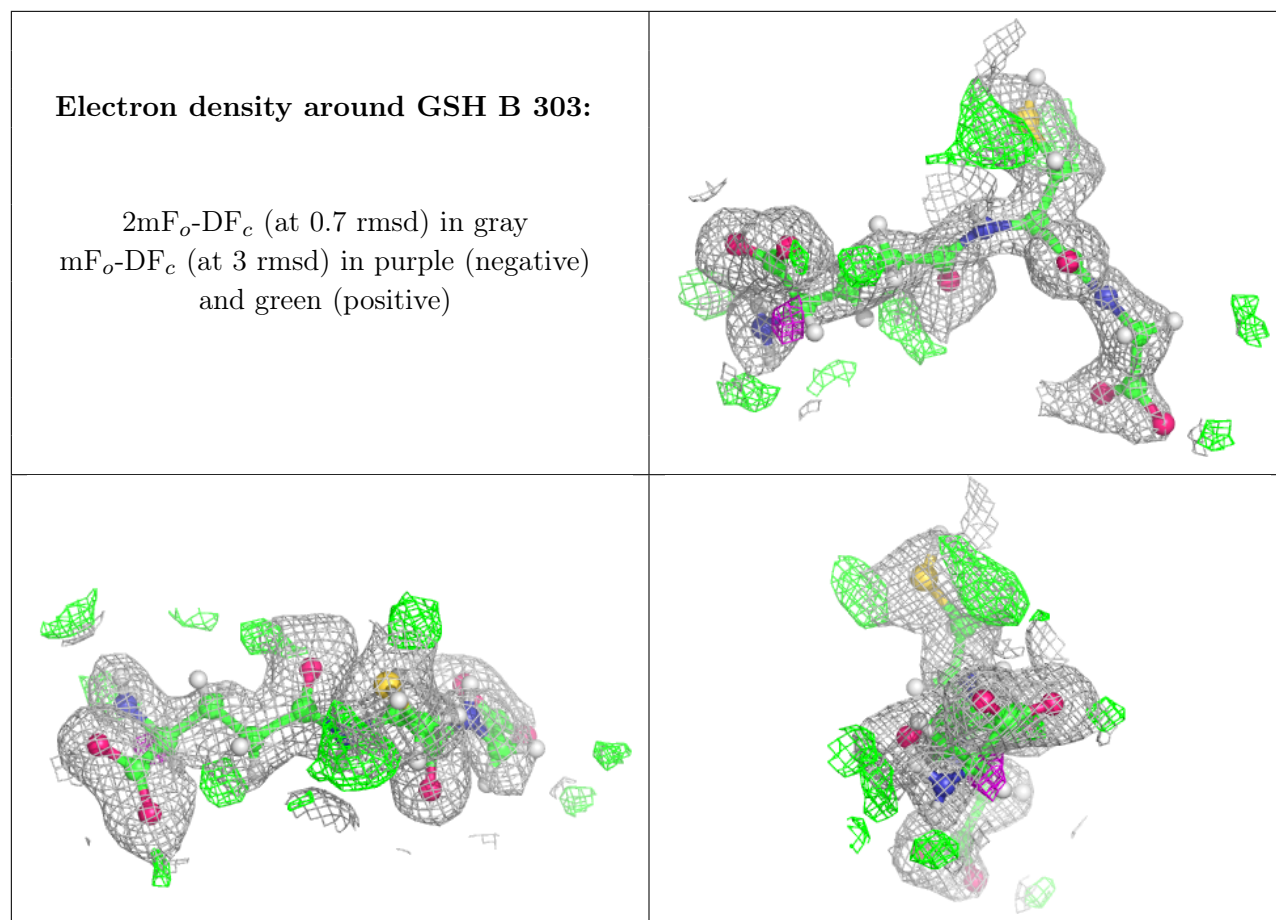 Electron density around GSH B 303:
2mFo-DFc (at 0.7 rmsd) in gray
mFo-DFc (at 3 rmsd) in purple (negative)
and green (positive)